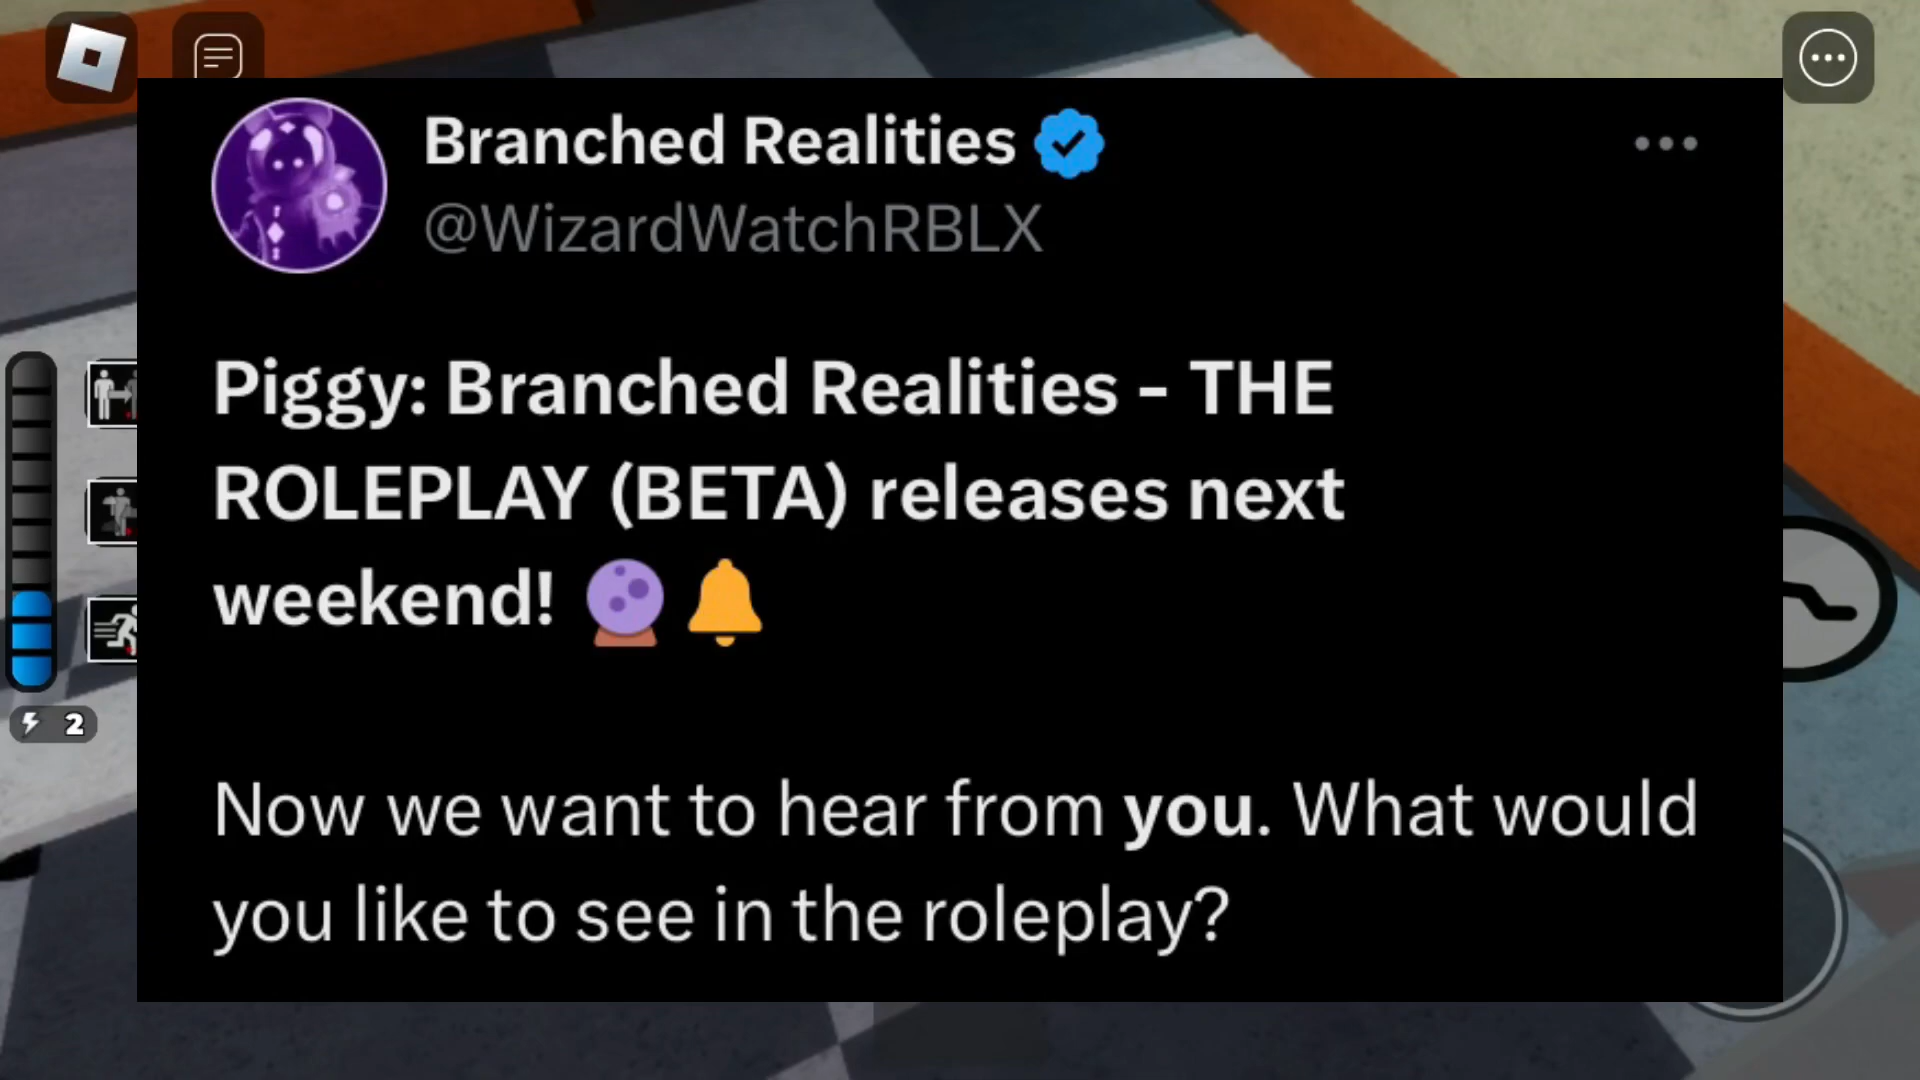 Branched Realities
@WizardWatchRBLX
Piggy: Branched Realities - THE
ROLEPLAY (BETA) releases next
weekend! 🔮🔔
Now we want to hear from you. What would
you like to see in the roleplay?
2